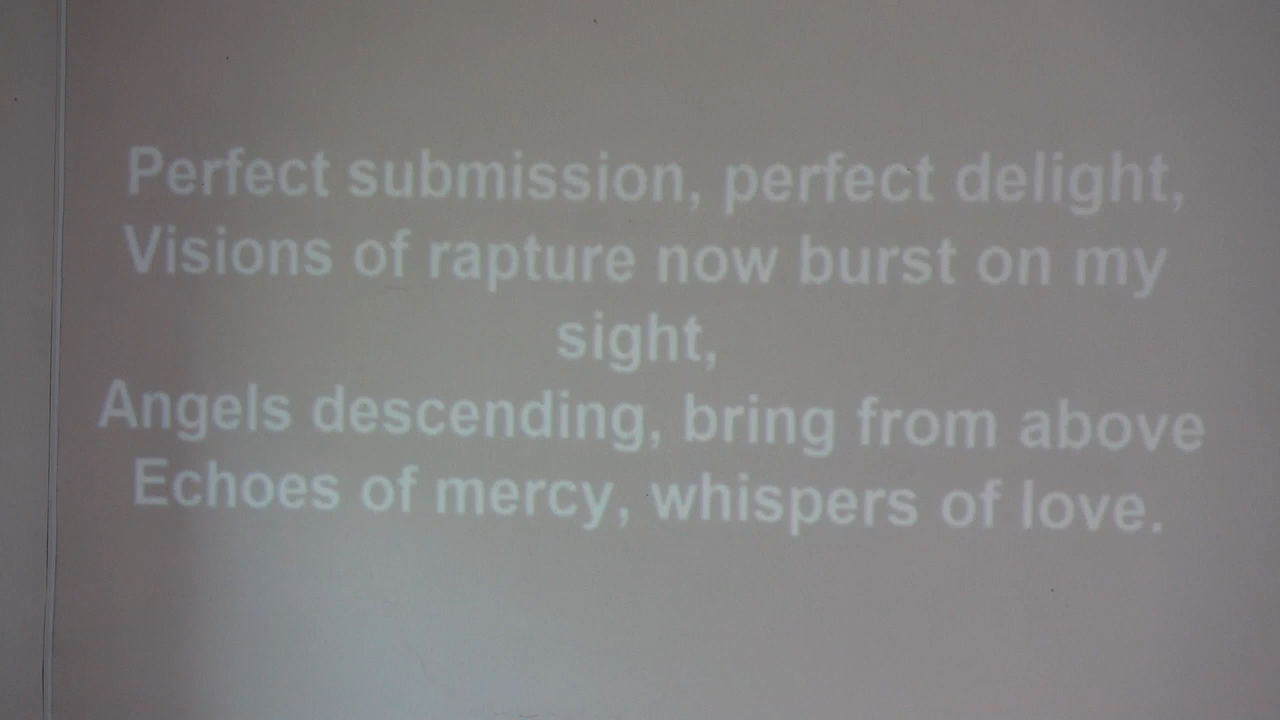 Perfect submission, perfect delight,
Visions of rapture now burst on my
sight,
Angels descending, bring from above
Echoes of mercy, whispers of love.